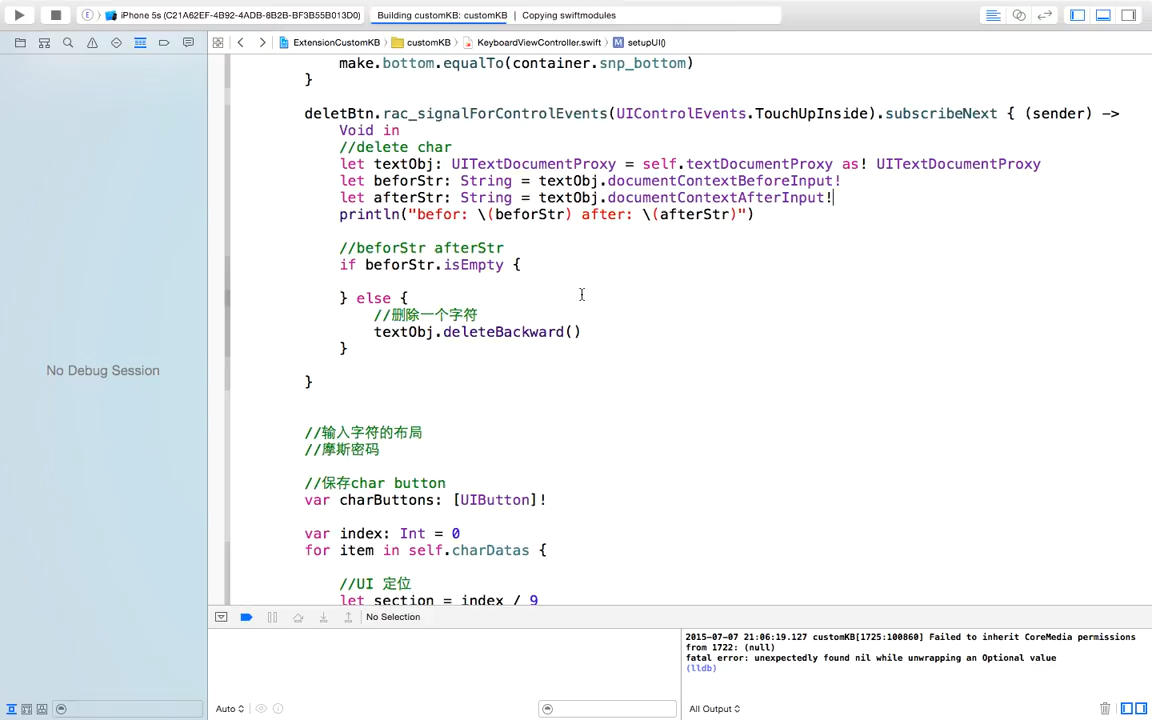 iPhone 5s (C21A62EF-4B92-4ADB-8B2B-BF3B55B013D0)
Building customKB: customKB | Copying swiftmodules
ExtensionCustomKB
customKB
KeyboardViewController.swift
M setupUI()
make.bottom.equalTo(container.snp_bottom)
}
deletBtn.rac_signalForControlEvents(UIControlEvents.TouchUpInside).subscribeNext { (sender) ->
Void in
//delete char
let textObj: UITextDocumentProxy = self.textDocumentProxy as! UITextDocumentProxy
let beforStr: String = textObj.documentContextBeforeInput!
let afterStr: String = textObj.documentContextAfterInput!
println("befor: \(beforStr) after: \(afterStr)")
//beforStr afterStr
if beforStr.isEmpty {
} else {
//删除一个字符
textObj.deleteBackward()
}
}
//输入字符的布局
//摩斯密码
//保存char button
var charButtons: [UIButton]!
var index: Int = 0
for item in self.charDatas {
//UI 定位
let section = index / 9
No Debug Session
No Selection
2015-07-07 21:06:19.127 customKB[1725:100860] Failed to inherit CoreMedia permissions
from 1722: (null)
fatal error: unexpectedly found nil while unwrapping an Optional value
(lldb)
Auto
All Output